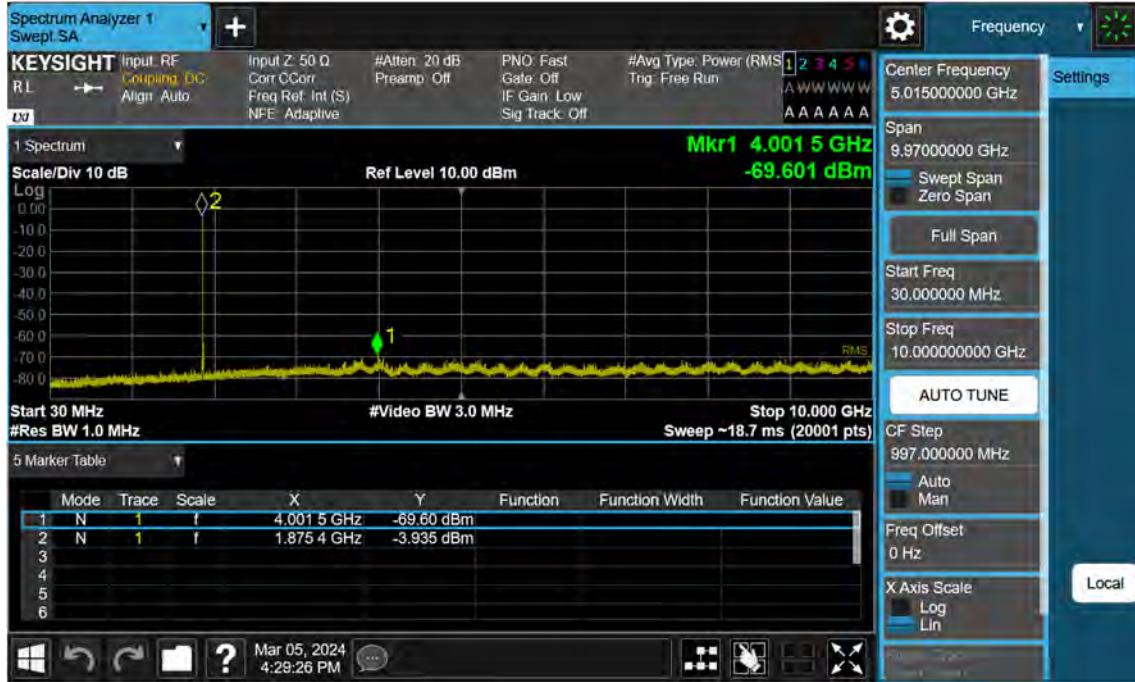 Spectrum Analyzer 1
Swept SA
+
Frequency
KEYSIGHT Input: RF Input Z: 50 Ω #Atten: 20 dB PNO: Fast #Avg Type: Power (RMS 1 2 3 4 5 6
RL Coupling: DC Corr CCorr Preamp: Off Gate: Off Trig: Free Run A W W W W W
Align: Auto Freq Ref: Int (S) IF Gain: Low
LXI NFE: Adaptive Sig Track: Off A A A A A A
1 Spectrum
Mkr1 4.001 5 GHz
Scale/Div 10 dB Ref Level 10.00 dBm -69.601 dBm
Log
0.00
-10.0
-20.0
-30.0
-40.0
-50.0
-60.0
-70.0
-80.0
2
1
RMS
Start 30 MHz #Video BW 3.0 MHz Stop 10.000 GHz
#Res BW 1.0 MHz Sweep ~18.7 ms (20001 pts)
5 Marker Table
Mode Trace Scale X Y Function Function Width Function Value
1 N 1 f 4.001 5 GHz -69.60 dBm
2 N 1 f 1.875 4 GHz -3.935 dBm
3
4
5
6
Mar 05, 2024
4:29:26 PM
?
Center Frequency
5.015000000 GHz
Span
9.97000000 GHz
Swept Span
Zero Span
Full Span
Start Freq
30.000000 MHz
Stop Freq
10.000000000 GHz
AUTO TUNE
CF Step
997.000000 MHz
Auto
Man
Freq Offset
0 Hz
X Axis Scale
Log
Lin
Settings
Local